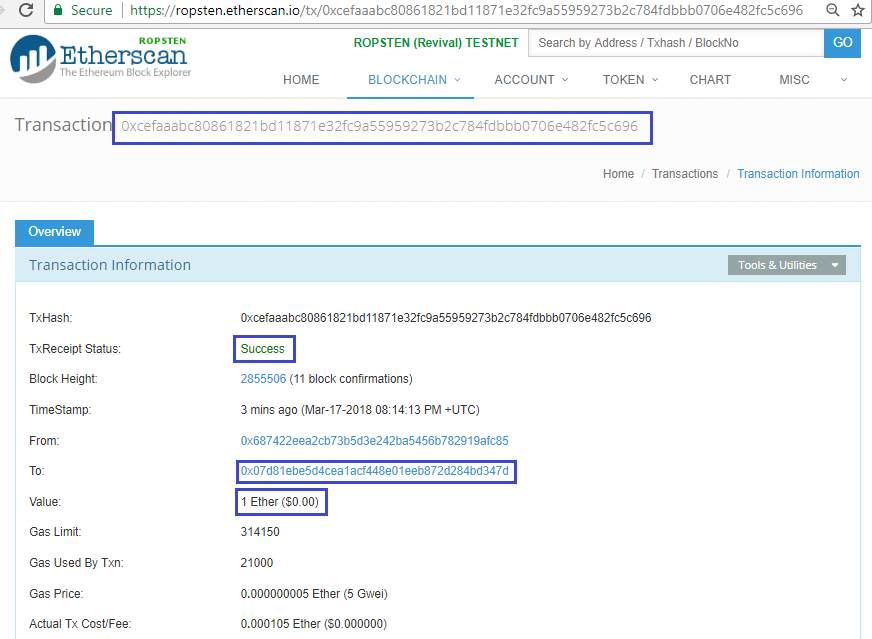 Secure https://ropsten.etherscan.io/tx/0xcefaaabc80861821bd11871e32fc9a55959273b2c784fdbbb0706e482fc5c696
ROPSTEN
Etherscan
The Ethereum Block Explorer
ROPSTEN (Revival) TESTNET Search by Address / Txhash / BlockNo GO
HOME BLOCKCHAIN ACCOUNT TOKEN CHART MISC
Transaction 0xcefaaabc80861821bd11871e32fc9a55959273b2c784fdbbb0706e482fc5c696
Home / Transactions / Transaction Information
Overview
Transaction Information Tools & Utilities
TxHash: 0xcefaaabc80861821bd11871e32fc9a55959273b2c784fdbbb0706e482fc5c696
TxReceipt Status: Success
Block Height: 2855506 (11 block confirmations)
TimeStamp: 3 mins ago (Mar-17-2018 08:14:13 PM +UTC)
From: 0x687422eea2cb73b5d3e242ba5456b782919afc85
To: 0x07d81ebe5d4cea1acf448e01eeb872d284bd347d
Value: 1 Ether ($0.00)
Gas Limit: 314150
Gas Used By Txn: 21000
Gas Price: 0.000000005 Ether (5 Gwei)
Actual Tx Cost/Fee: 0.000105 Ether ($0.000000)